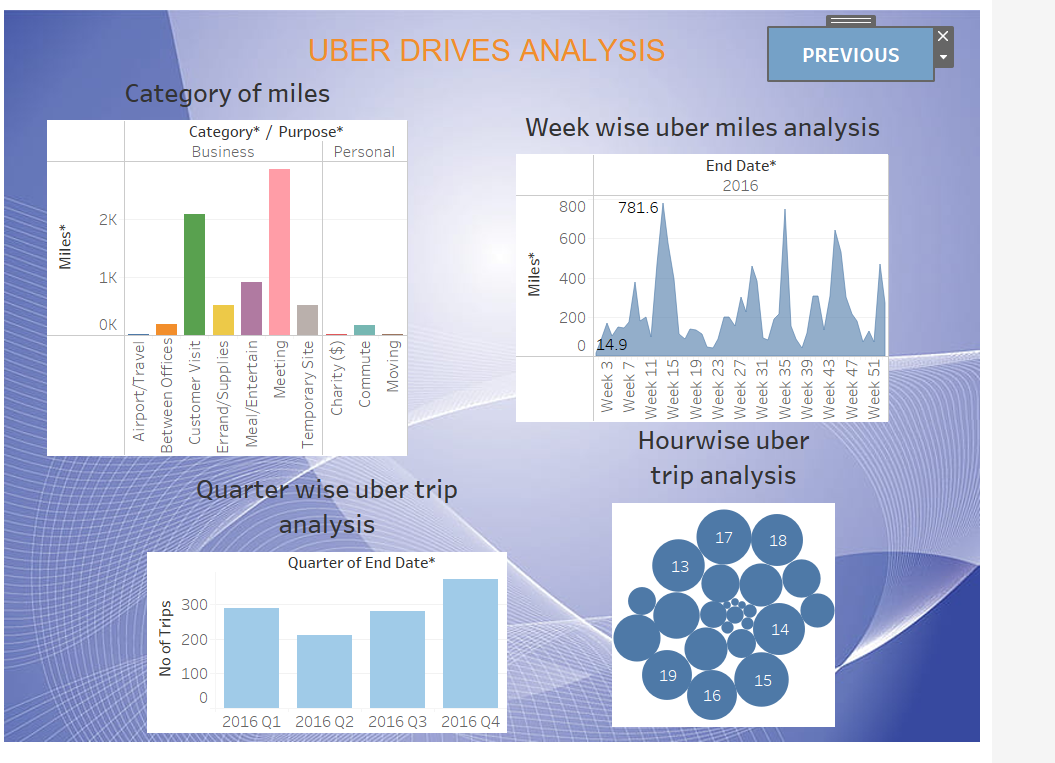 UBER DRIVES ANALYSIS
PREVIOUS
Category of miles
Category* / Purpose*
Business
Personal
Miles*
2K
1K
0K
Airport/Travel
Between Offices
Customer Visit
Errand/Supplies
Meal/Entertain
Meeting
Temporary Site
Charity ($)
Commute
Moving
Week wise uber miles analysis
End Date*
2016
Miles*
800
600
400
200
0
781.6
14.9
Week 3
Week 7
Week 11
Week 15
Week 19
Week 23
Week 27
Week 31
Week 35
Week 39
Week 43
Week 47
Week 51
Quarter wise uber trip
analysis
Quarter of End Date*
No of Trips
300
200
100
0
2016 Q1
2016 Q2
2016 Q3
2016 Q4
Hourwise uber
trip analysis
17
18
13
14
19
15
16